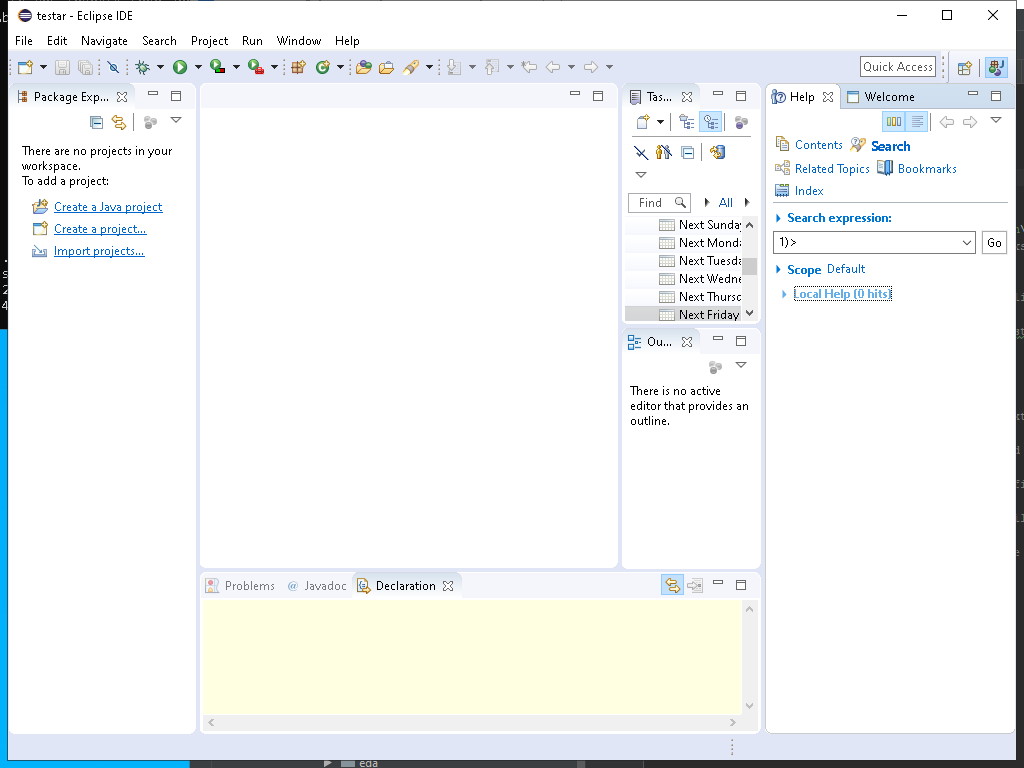 testar - Eclipse IDE
File Edit Navigate Search Project Run Window Help
Quick Access
Package Exp...
There are no projects in your
workspace.
To add a project:
Create a Java project
Create a project...
Import projects...
Tas...
Find All
Next Sunday
Next Monda
Next Tuesda
Next Wedne
Next Thursd
Next Friday
Ou...
There is no active
editor that provides an
outline.
Help Welcome
Contents Search
Related Topics Bookmarks
Index
Search expression:
1)> Go
Scope Default
Local Help (0 hits)
Problems @ Javadoc Declaration
eda